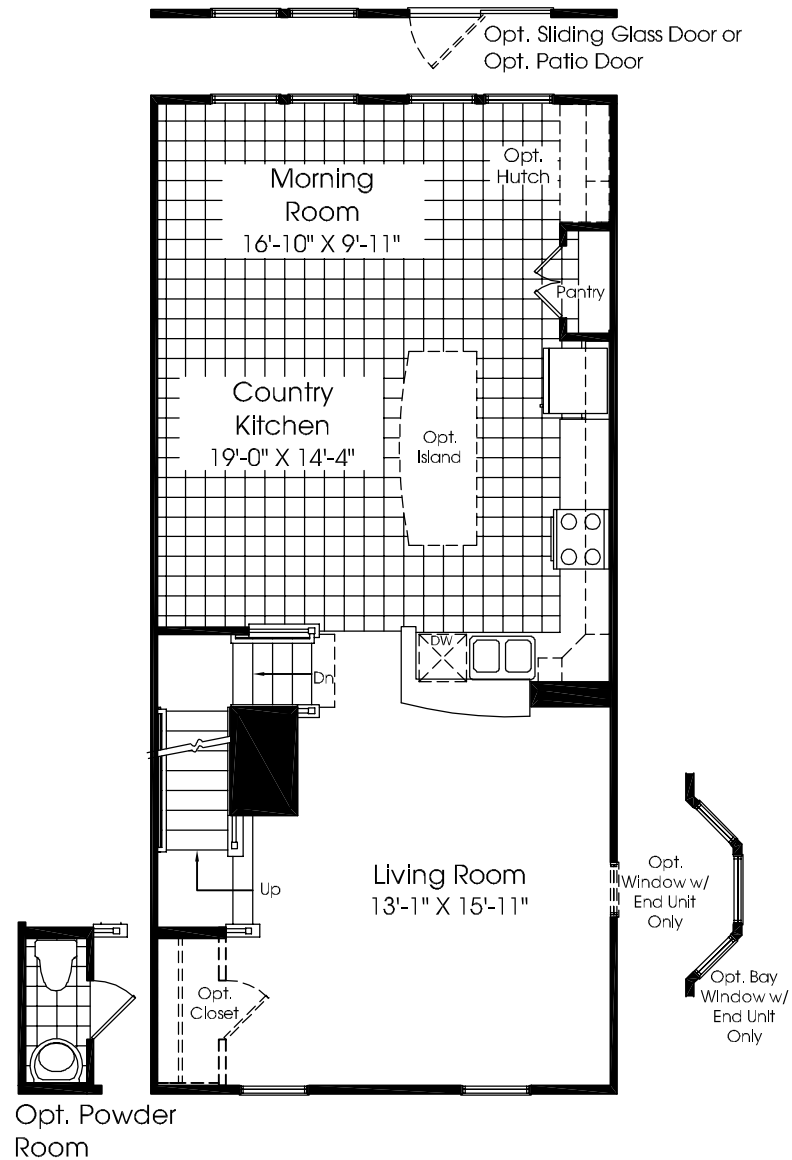 Opt. Sliding Glass Door or
Opt. Patio Door
Opt.
Hutch
Morning
Room
16'-10" X 9'-11"
Pantry
Country
Kitchen
19'-0" X 14'-4"
Opt.
Island
DW
Dn
Up
Living Room
13'-1" X 15'-11"
Opt.
Window w/
End Unit
Only
Opt. Bay
Window w/
End Unit
Only
Opt.
Closet
Opt. Powder
Room